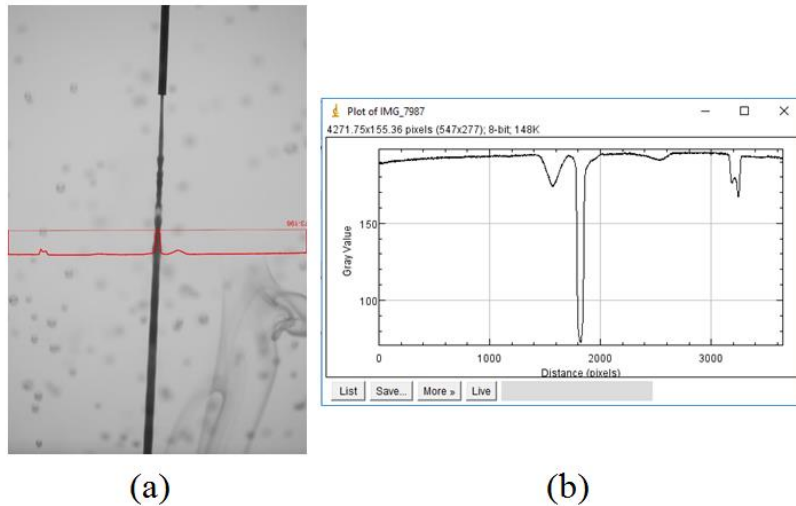 Plot of IMG_7987
4271.75x155.36 pixels (547x277); 8-bit; 148K
150
100
Gray Value
0
1000
2000
3000
Distance (pixels)
List
Save...
More »
Live
(a)
(b)